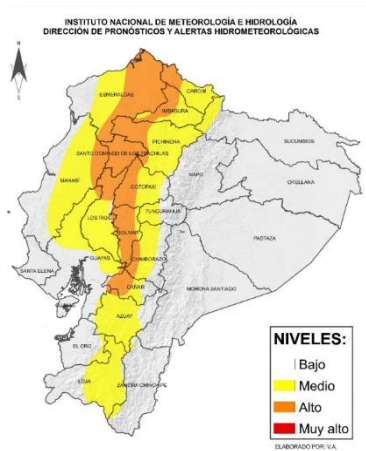 INSTITUTO NACIONAL DE METEOROLOGÍA E HIDROLOGÍA
DIRECCIÓN DE PRONÓSTICOS Y ALERTAS HIDROMETEOROLÓGICAS
N
S
ESMERALDAS
CARCHI
IMBABURA
PICHINCHA
SUCUMBIOS
SANTO DOMINGO DE LOS TSACHILAS
NAPO
ORELLANA
MANABI
COTOPAXI
LOS RIOS
TUNGURAHUA
BOLIVAR
PASTAZA
GUAYAS
CHIMBORAZO
SANTA ELENA
CAÑAR
MORONA SANTIAGO
AZUAY
EL ORO
LOJA
ZAMORA CHINCHIPE
NIVELES:
Bajo
Medio
Alto
Muy alto
ELABORADO POR: V.A.